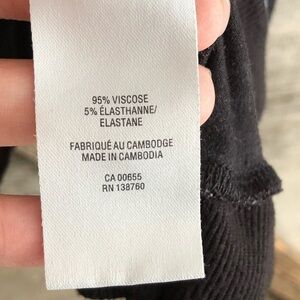 95% VISCOSE
5% ÉLASTHANNE/
ELASTANE
FABRIQUÉ AU CAMBODGE
MADE IN CAMBODIA
CA 00655
RN 138760